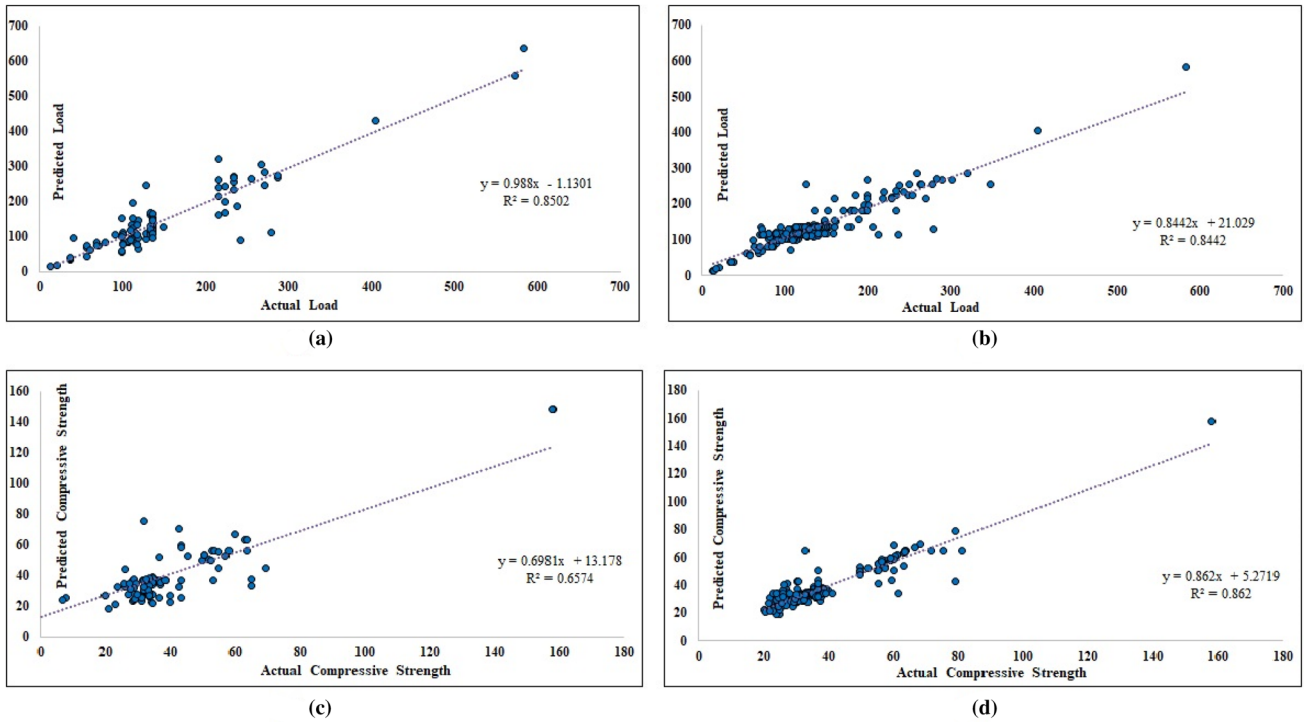 700
600
500
400
300
200
100
0
Predicted Load
y = 0.988x - 1.1301
R² = 0.8502
0 100 200 300 400 500 600 700
Actual Load
(a)
700
600
500
400
300
200
100
0
Predicted Load
y = 0.8442x + 21.029
R² = 0.8442
0 100 200 300 400 500 600 700
Actual Load
(b)
160
140
120
100
80
60
40
20
0
Predicted Compressive Strength
y = 0.6981x + 13.178
R² = 0.6574
0 20 40 60 80 100 120 140 160 180
Actual Compressive Strength
(c)
180
160
140
120
100
80
60
40
20
0
Predicted Compressive Strength
y = 0.862x + 5.2719
R² = 0.862
0 20 40 60 80 100 120 140 160 180
Actual Compressive Strength
(d)